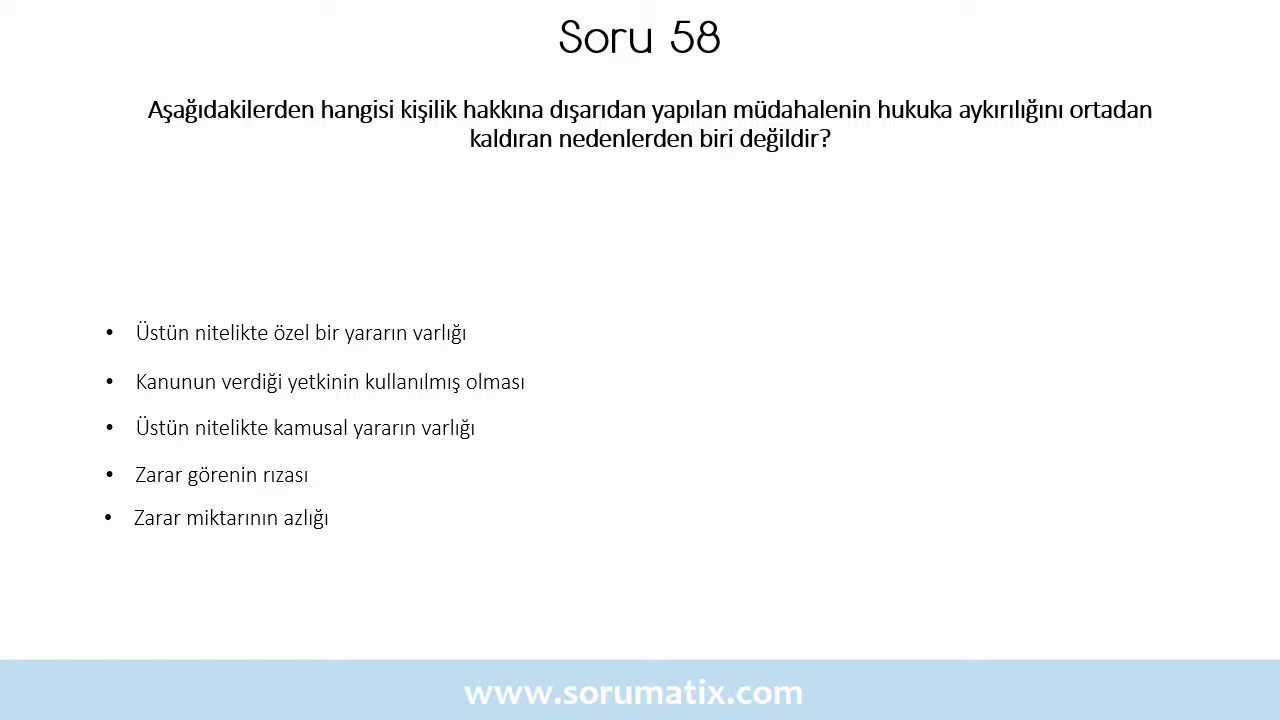 Soru 58
Aşağıdakilerden hangisi kişilik hakkına dışarıdan yapılan müdahalenin hukuka aykırılığını ortadan
kaldıran nedenlerden biri değildir?
• Üstün nitelikte özel bir yararın varlığı
• Kanunun verdiği yetkinin kullanılmış olması
• Üstün nitelikte kamusal yararın varlığı
• Zarar görenin rızası
• Zarar miktarının azlığı
www.sorumatix.com